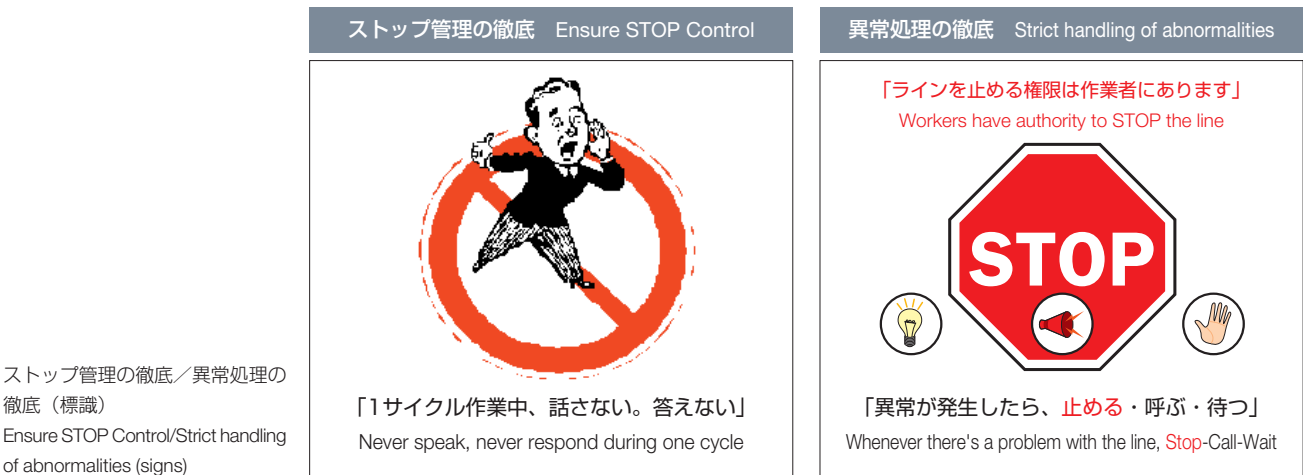 ストップ管理の徹底　Ensure STOP Control
「1サイクル作業中、話さない。答えない」
Never speak, never respond during one cycle
異常処理の徹底　Strict handling of abnormalities
「ラインを止める権限は作業者にあります」
Workers have authority to STOP the line
STOP
「異常が発生したら、止める・呼ぶ・待つ」
Whenever there's a problem with the line, Stop-Call-Wait
ストップ管理の徹底／異常処理の
徹底（標識）
Ensure STOP Control/Strict handling
of abnormalities (signs)